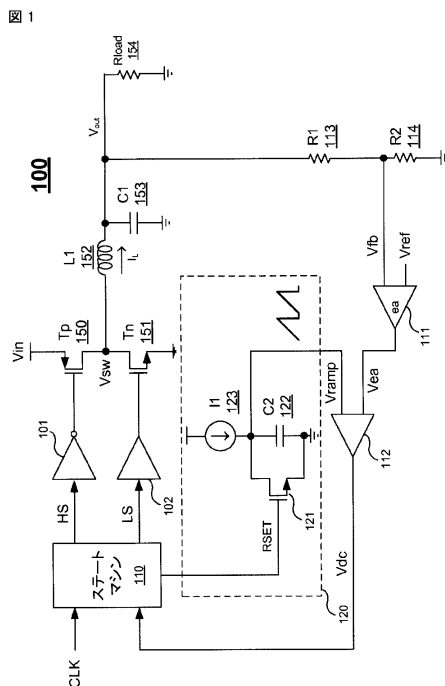 図 1
100
CLK
ステート
マシン
110
HS
LS
101
102
Vin
Tp
150
Vsw
Tn
151
L1
152
IL
C1
153
Vout
Rload
154
R1
113
R2
114
Vfb
Vref
ea
111
Vea
Vramp
112
Vdc
I1
123
C2
122
RSET
121
120